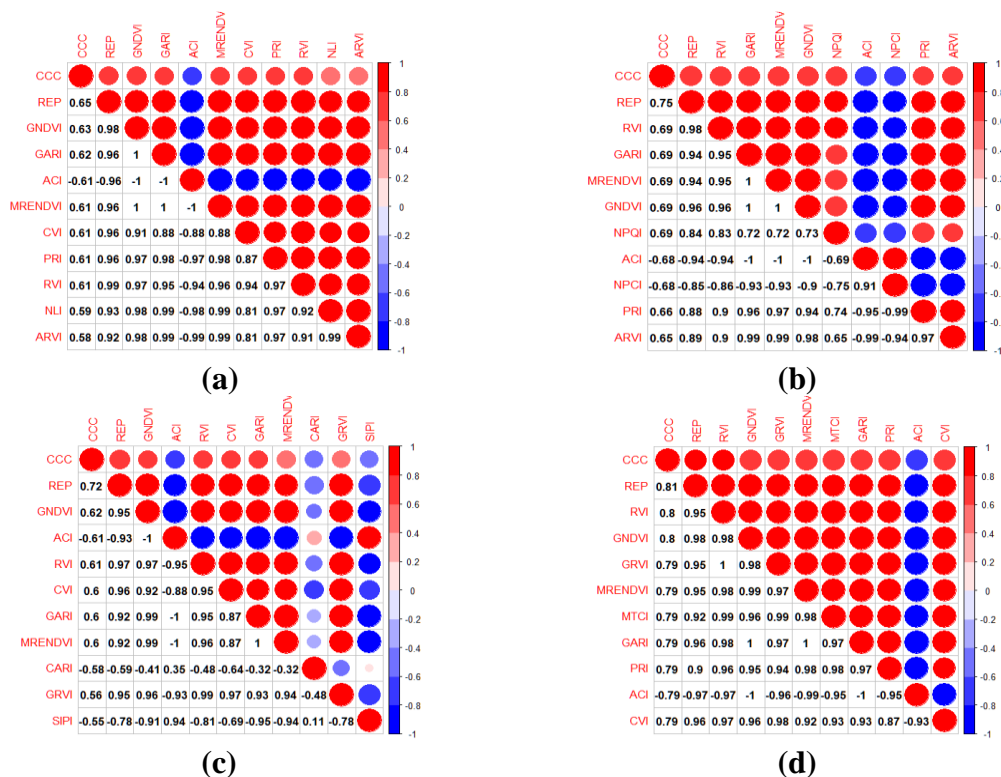 CCC REP GNDVI GARI ACI MRENDV CVI PRI RVI NLI ARVI
CCC
REP 0.65
GNDVI 0.63 0.98
GARI 0.62 0.96 1
ACI -0.61 -0.96 -1 -1
MRENDVI 0.61 0.96 1 1 -1
CVI 0.61 0.96 0.91 0.88 -0.88 0.88
PRI 0.61 0.96 0.97 0.98 -0.97 0.98 0.87
RVI 0.61 0.99 0.97 0.95 -0.94 0.96 0.94 0.97
NLI 0.59 0.93 0.98 0.99 -0.98 0.99 0.81 0.97 0.92
ARVI 0.58 0.92 0.98 0.99 -0.99 0.99 0.81 0.97 0.91 0.99
1
0.8
0.6
0.4
0.2
0
-0.2
-0.4
-0.6
-0.8
-1
(a)
CCC REP RVI GARI MREND GNDVI NPQI ACI NPCI PRI ARVI
CCC
REP 0.75
RVI 0.69 0.98
GARI 0.69 0.94 0.95
MRENDVI 0.69 0.94 0.95 1
GNDVI 0.69 0.96 0.96 1 1
NPQI 0.69 0.84 0.83 0.72 0.72 0.73
ACI -0.68 -0.94 -0.94 -1 -1 -1 -0.69
NPCI -0.68 -0.85 -0.86 -0.93 -0.93 -0.9 -0.75 0.91
PRI 0.66 0.88 0.9 0.96 0.97 0.94 0.74 -0.95 -0.99
ARVI 0.65 0.89 0.9 0.99 0.99 0.98 0.65 -0.99 -0.94 0.97
1
0.8
0.6
0.4
0.2
0
-0.2
-0.4
-0.6
-0.8
-1
(b)
CCC REP GNDVI ACI RVI CVI GARI MREND CARI GRVI SIPI
CCC
REP 0.72
GNDVI 0.62 0.95
ACI -0.61 -0.93 -1
RVI 0.61 0.97 0.97 -0.95
CVI 0.6 0.96 0.92 -0.88 0.95
GARI 0.6 0.92 0.99 -1 0.95 0.87
MRENDVI 0.6 0.92 0.99 -1 0.96 0.87 1
CARI -0.58 -0.59 -0.41 0.35 -0.48 -0.64 -0.32 -0.32
GRVI 0.56 0.95 0.96 -0.93 0.99 0.97 0.93 0.94 -0.48
SIPI -0.55 -0.78 -0.91 0.94 -0.81 -0.69 -0.95 -0.94 0.11 -0.78
1
0.8
0.6
0.4
0.2
0
-0.2
-0.4
-0.6
-0.8
-1
(c)
CCC REP RVI GNDVI GRVI MREND MTCI GARI PRI ACI CVI
CCC
REP 0.81
RVI 0.8 0.95
GNDVI 0.8 0.98 0.98
GRVI 0.79 0.95 1 0.98
MRENDVI 0.79 0.95 0.98 0.99 0.97
MTCI 0.79 0.92 0.99 0.96 0.99 0.98
GARI 0.79 0.96 0.98 1 0.97 1 0.97
PRI 0.79 0.9 0.96 0.95 0.94 0.98 0.98 0.97
ACI -0.79 -0.97 -0.97 -1 -0.96 -0.99 -0.95 -1 -0.95
CVI 0.79 0.96 0.97 0.96 0.98 0.92 0.93 0.93 0.87 -0.93
1
0.8
0.6
0.4
0.2
0
-0.2
-0.4
-0.6
-0.8
-1
(d)